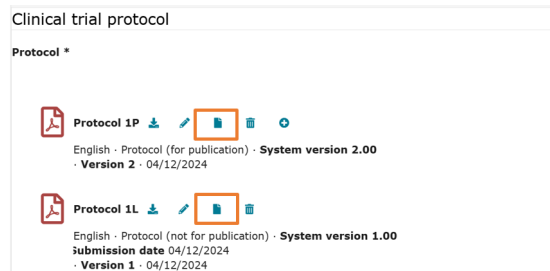 Clinical trial protocol
Protocol *
Protocol 1P
English · Protocol (for publication) · System version 2.00
· Version 2 · 04/12/2024
Protocol 1L
English · Protocol (not for publication) · System version 1.00
Submission date 04/12/2024
· Version 1 · 04/12/2024